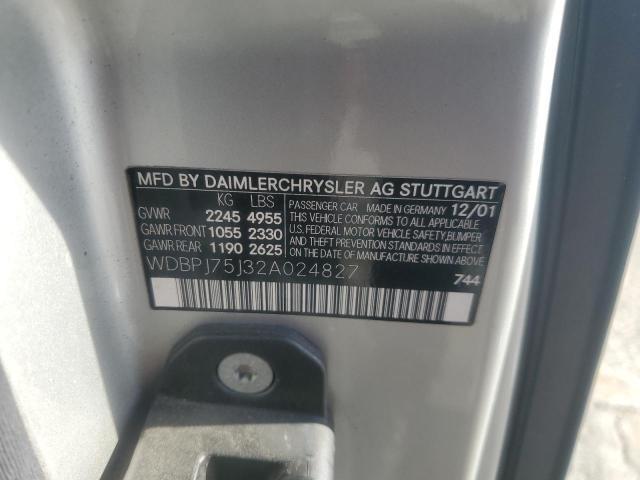 MFD BY DAIMLERCHRYSLER AG STUTTGART
KG LBS
GVWR 2245 4955
GAWR FRONT 1055 2330
GAWR REAR 1190 2625
PASSENGER CAR MADE IN GERMANY 12/01
THIS VEHICLE CONFORMS TO ALL APPLICABLE
U.S. FEDERAL MOTOR VEHICLE SAFETY, BUMPER
AND THEFT PREVENTION STANDARDS IN EFFECT
ON THE DATE OF MANUFACTURE SHOWN ABOVE
WDBPJ75J32A024827
744